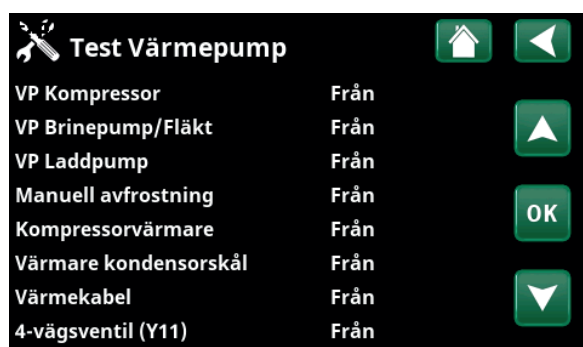 Test Värmepump
VP Kompressor Från
VP Brinepump/Fläkt Från
VP Laddpump Från
Manuell avfrostning Från
Kompressorvärmare Från
OK
Värmare kondensorskål Från
Värmekabel Från
4-vägsventil (Y11) Från